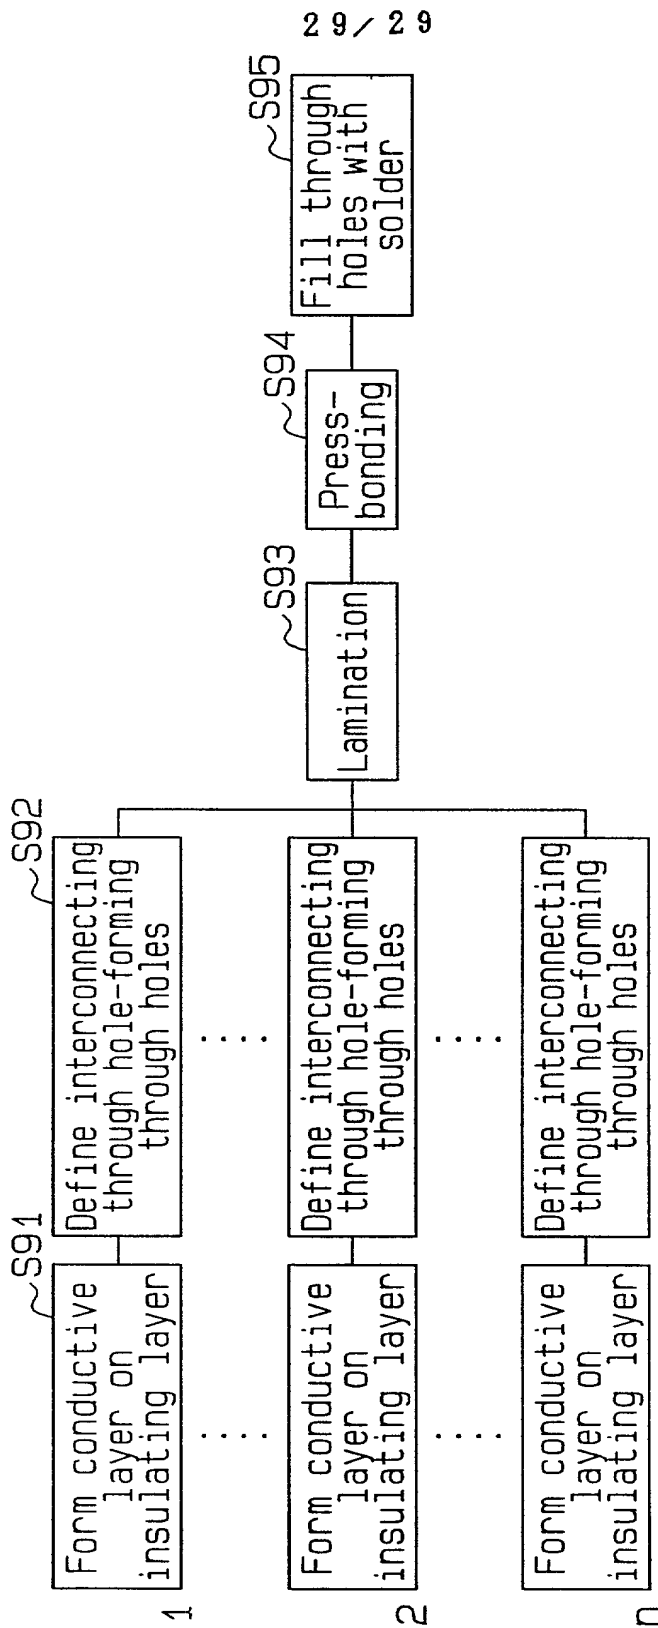 29/29
S91
S92
S93
S94
S95
1
Form conductive
layer on
insulating layer
Define interconnecting
through hole-forming
through holes
....
....
2
Form conductive
layer on
insulating layer
Define interconnecting
through hole-forming
through holes
Lamination
Press-
bonding
Fill through
holes with
solder
....
....
n
Form conductive
layer on
insulating layer
Define interconnecting
through hole-forming
through holes